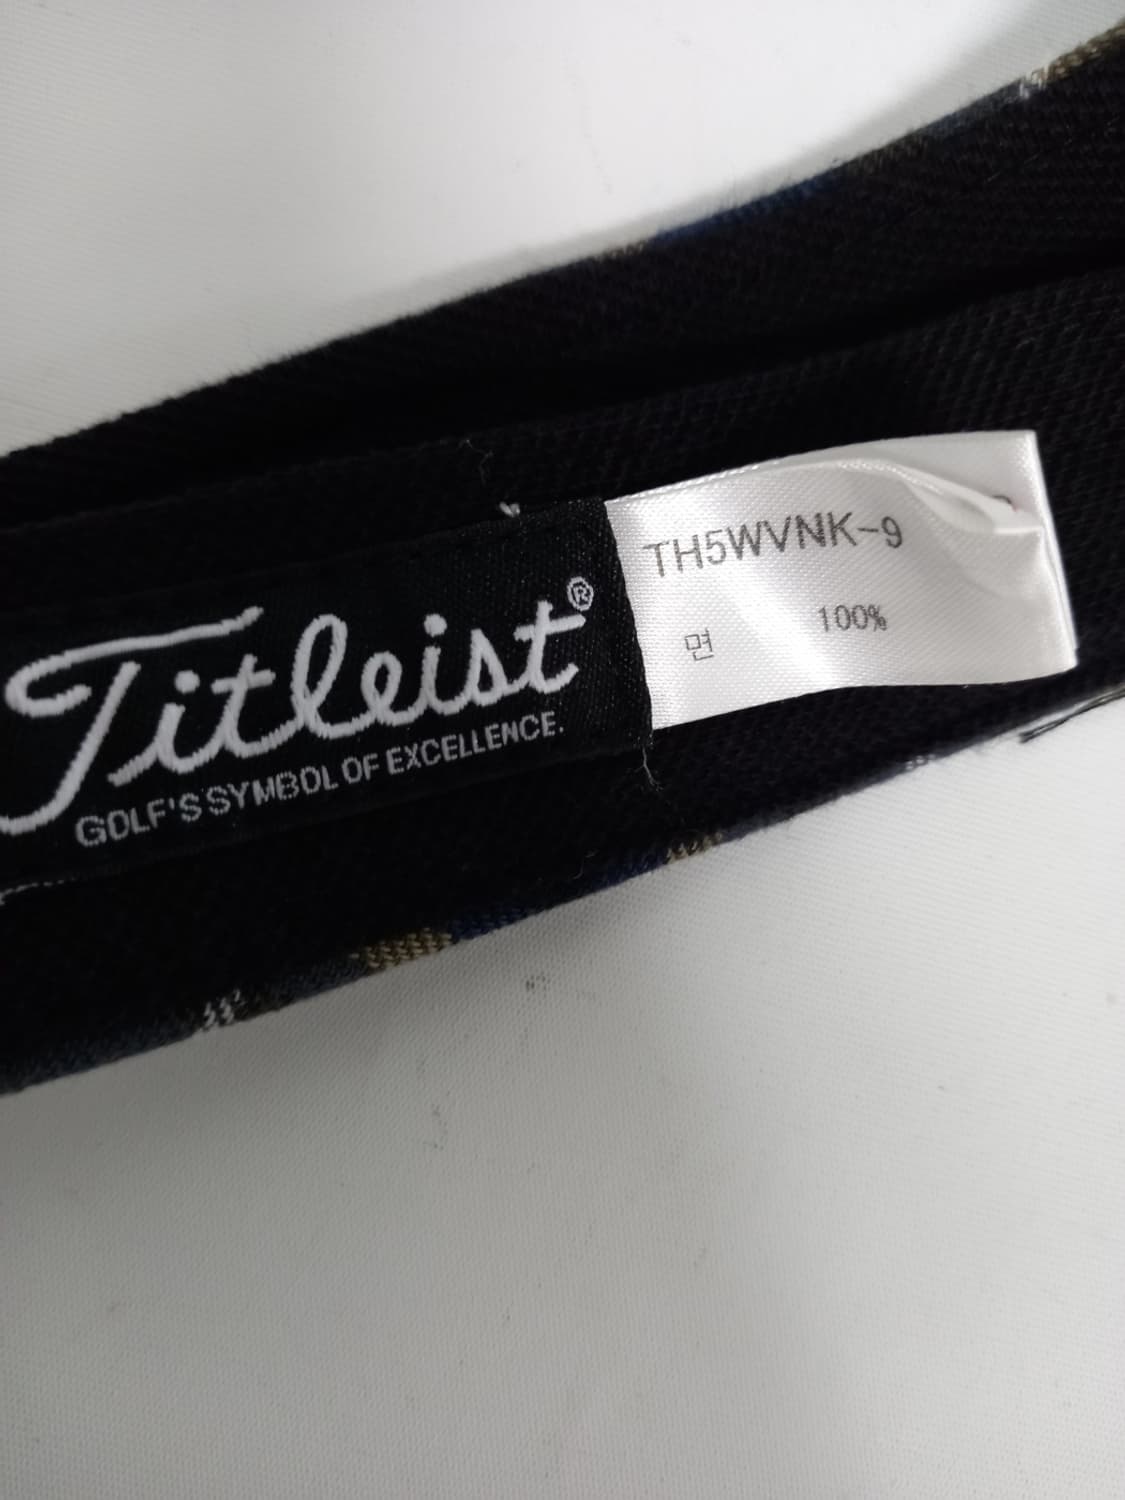 Titleist®
GOLF'S SYMBOL OF EXCELLENCE.
TH5WVNK-9
면 100%